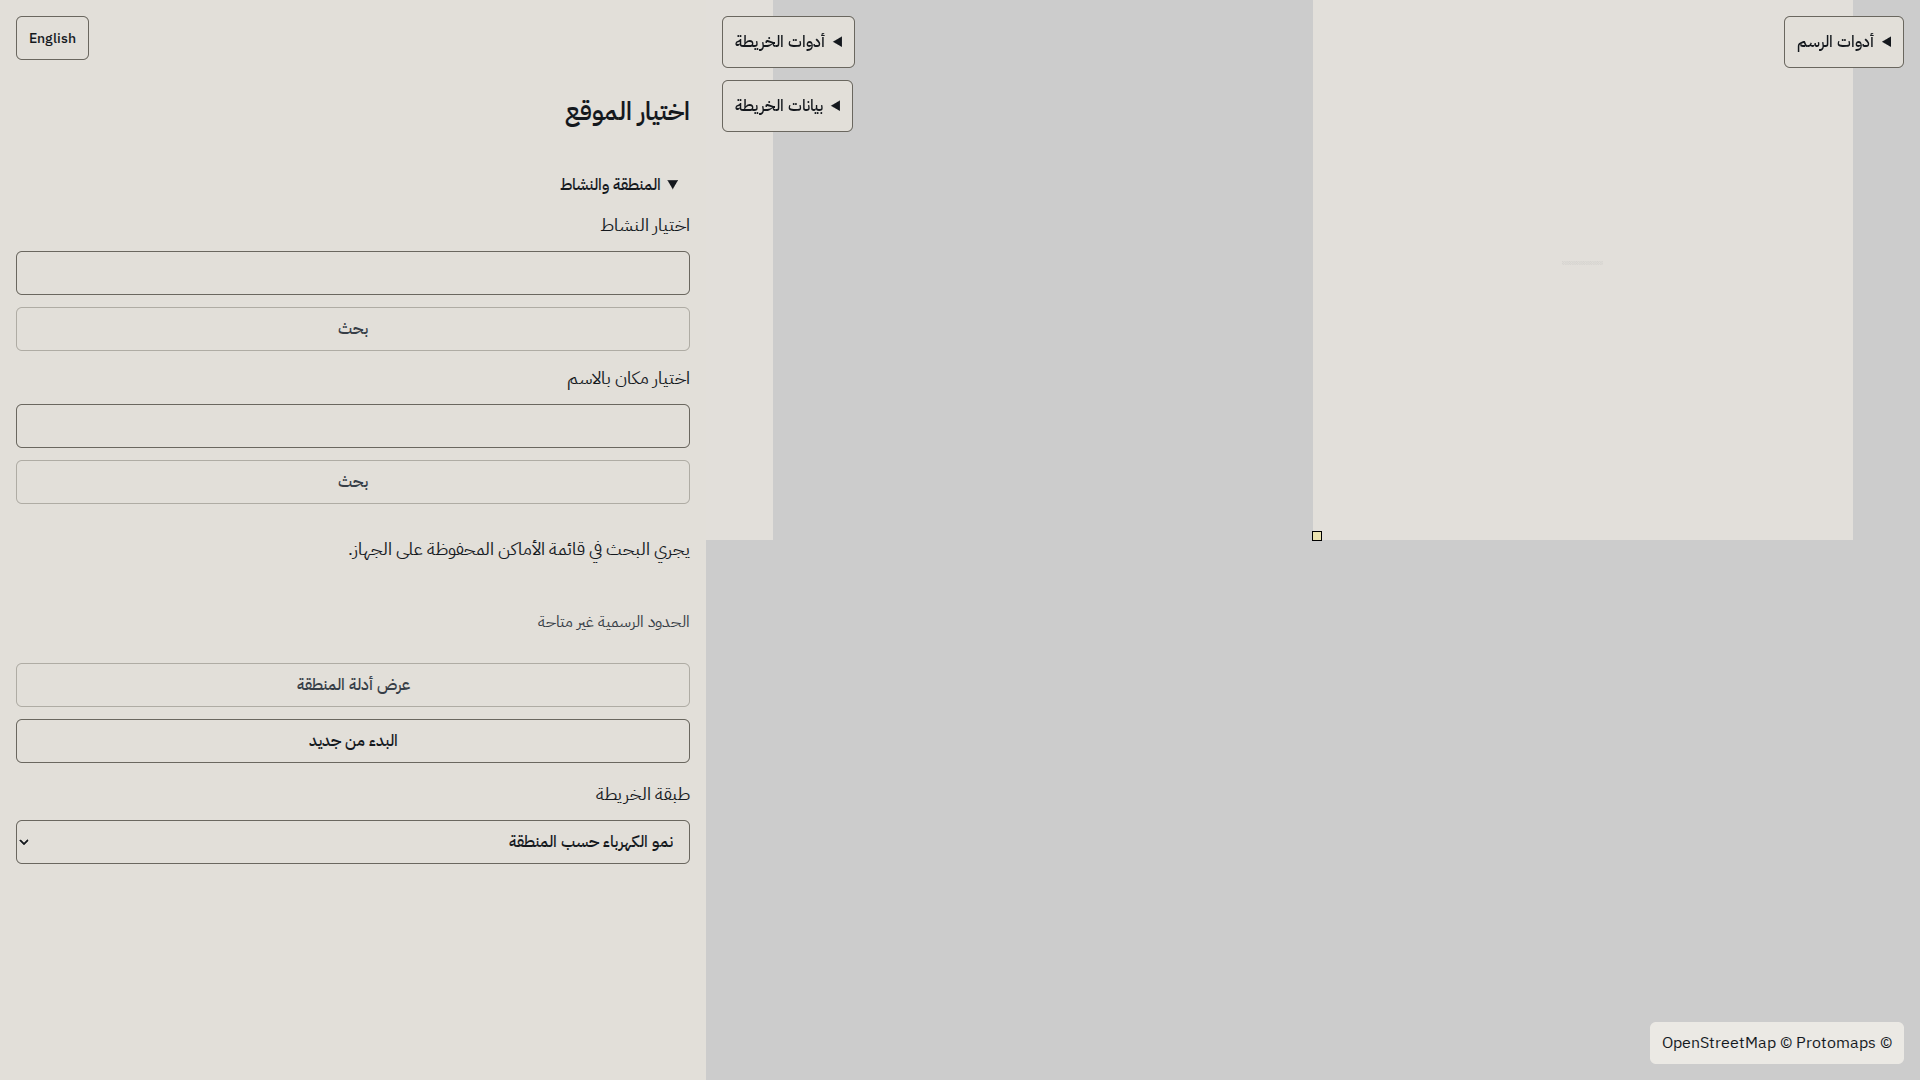 English
اختيار الموقع
المنطقة والنشاط
اختيار النشاط
بحث
اختيار مكان بالاسم
بحث
يجري البحث في قائمة الأماكن المحفوظة على الجهاز.
الحدود الرسمية غير متاحة
عرض أدلة المنطقة
البدء من جديد
طبقة الخريطة
نمو الكهرباء حسب المنطقة
أدوات الخريطة
بيانات الخريطة
أدوات الرسم
OpenStreetMap © Protomaps ©